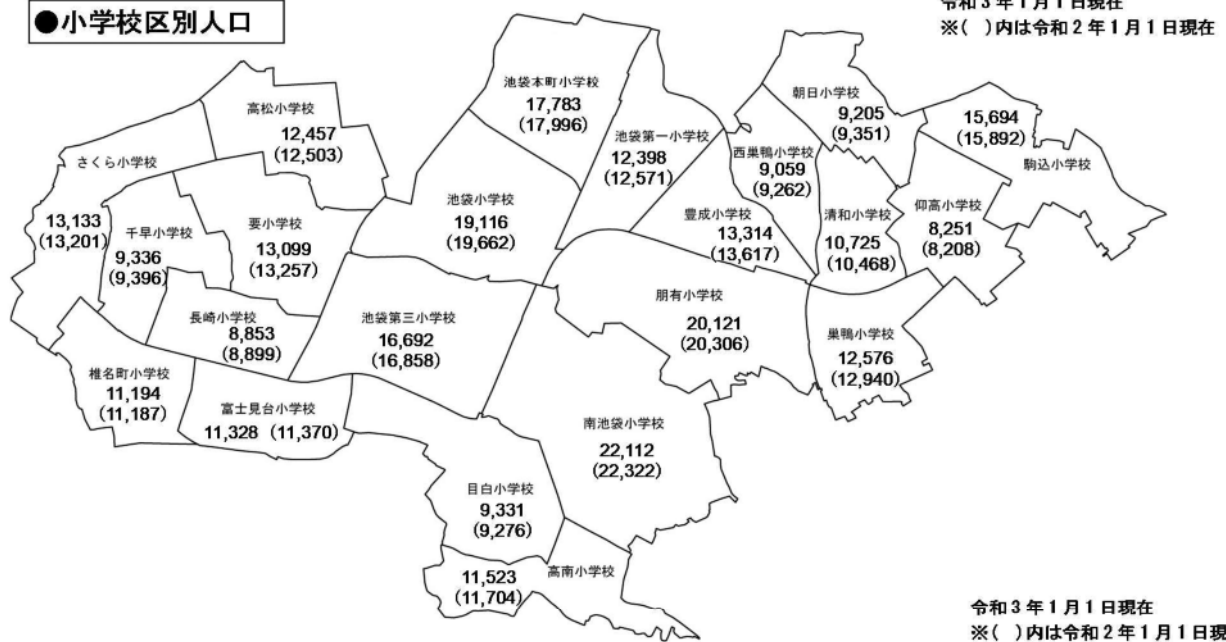 ●小学校区別人口
令和3年1月1日現在
※( )内は令和2年1月1日現在
池袋本町小学校
17,783
(17,996)
高松小学校
12,457
(12,503)
池袋第一小学校
12,398
(12,571)
朝日小学校
9,205
(9,351)
15,694
(15,892)
駒込小学校
さくら小学校
13,133
(13,201)
西巣鴨小学校
9,059
(9,262)
千早小学校
9,336
(9,396)
要小学校
13,099
(13,257)
池袋小学校
19,116
(19,662)
豊成小学校
13,314
(13,617)
清和小学校
10,725
(10,468)
仰高小学校
8,251
(8,208)
長崎小学校
8,853
(8,899)
池袋第三小学校
16,692
(16,858)
朋有小学校
20,121
(20,306)
巣鴨小学校
12,576
(12,940)
椎名町小学校
11,194
(11,187)
富士見台小学校
11,328 (11,370)
南池袋小学校
22,112
(22,322)
目白小学校
9,331
(9,276)
高南小学校
11,523
(11,704)
令和3年1月1日現在
※( )内は令和2年1月1日現